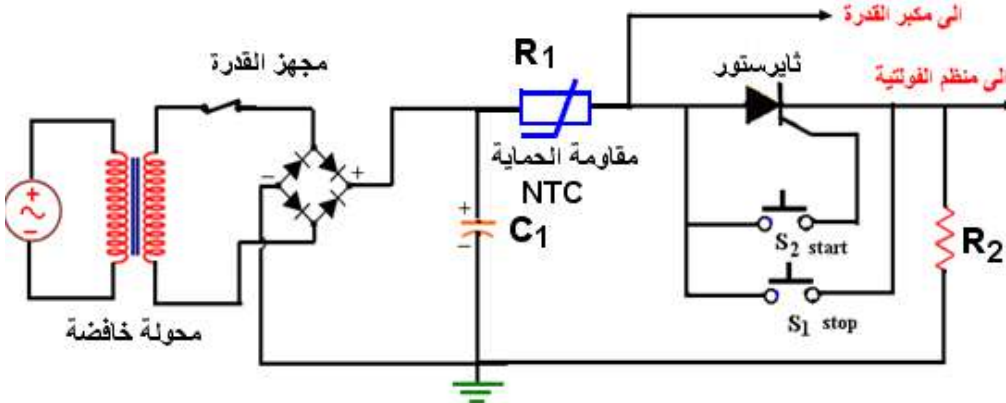 الى مكبر القدرة
الى منظم الفولتية
مجهز القدرة
R1
ثايرستور
مقاومة الحماية
NTC
C1
S2 start
R2
S1 stop
محولة خافضة